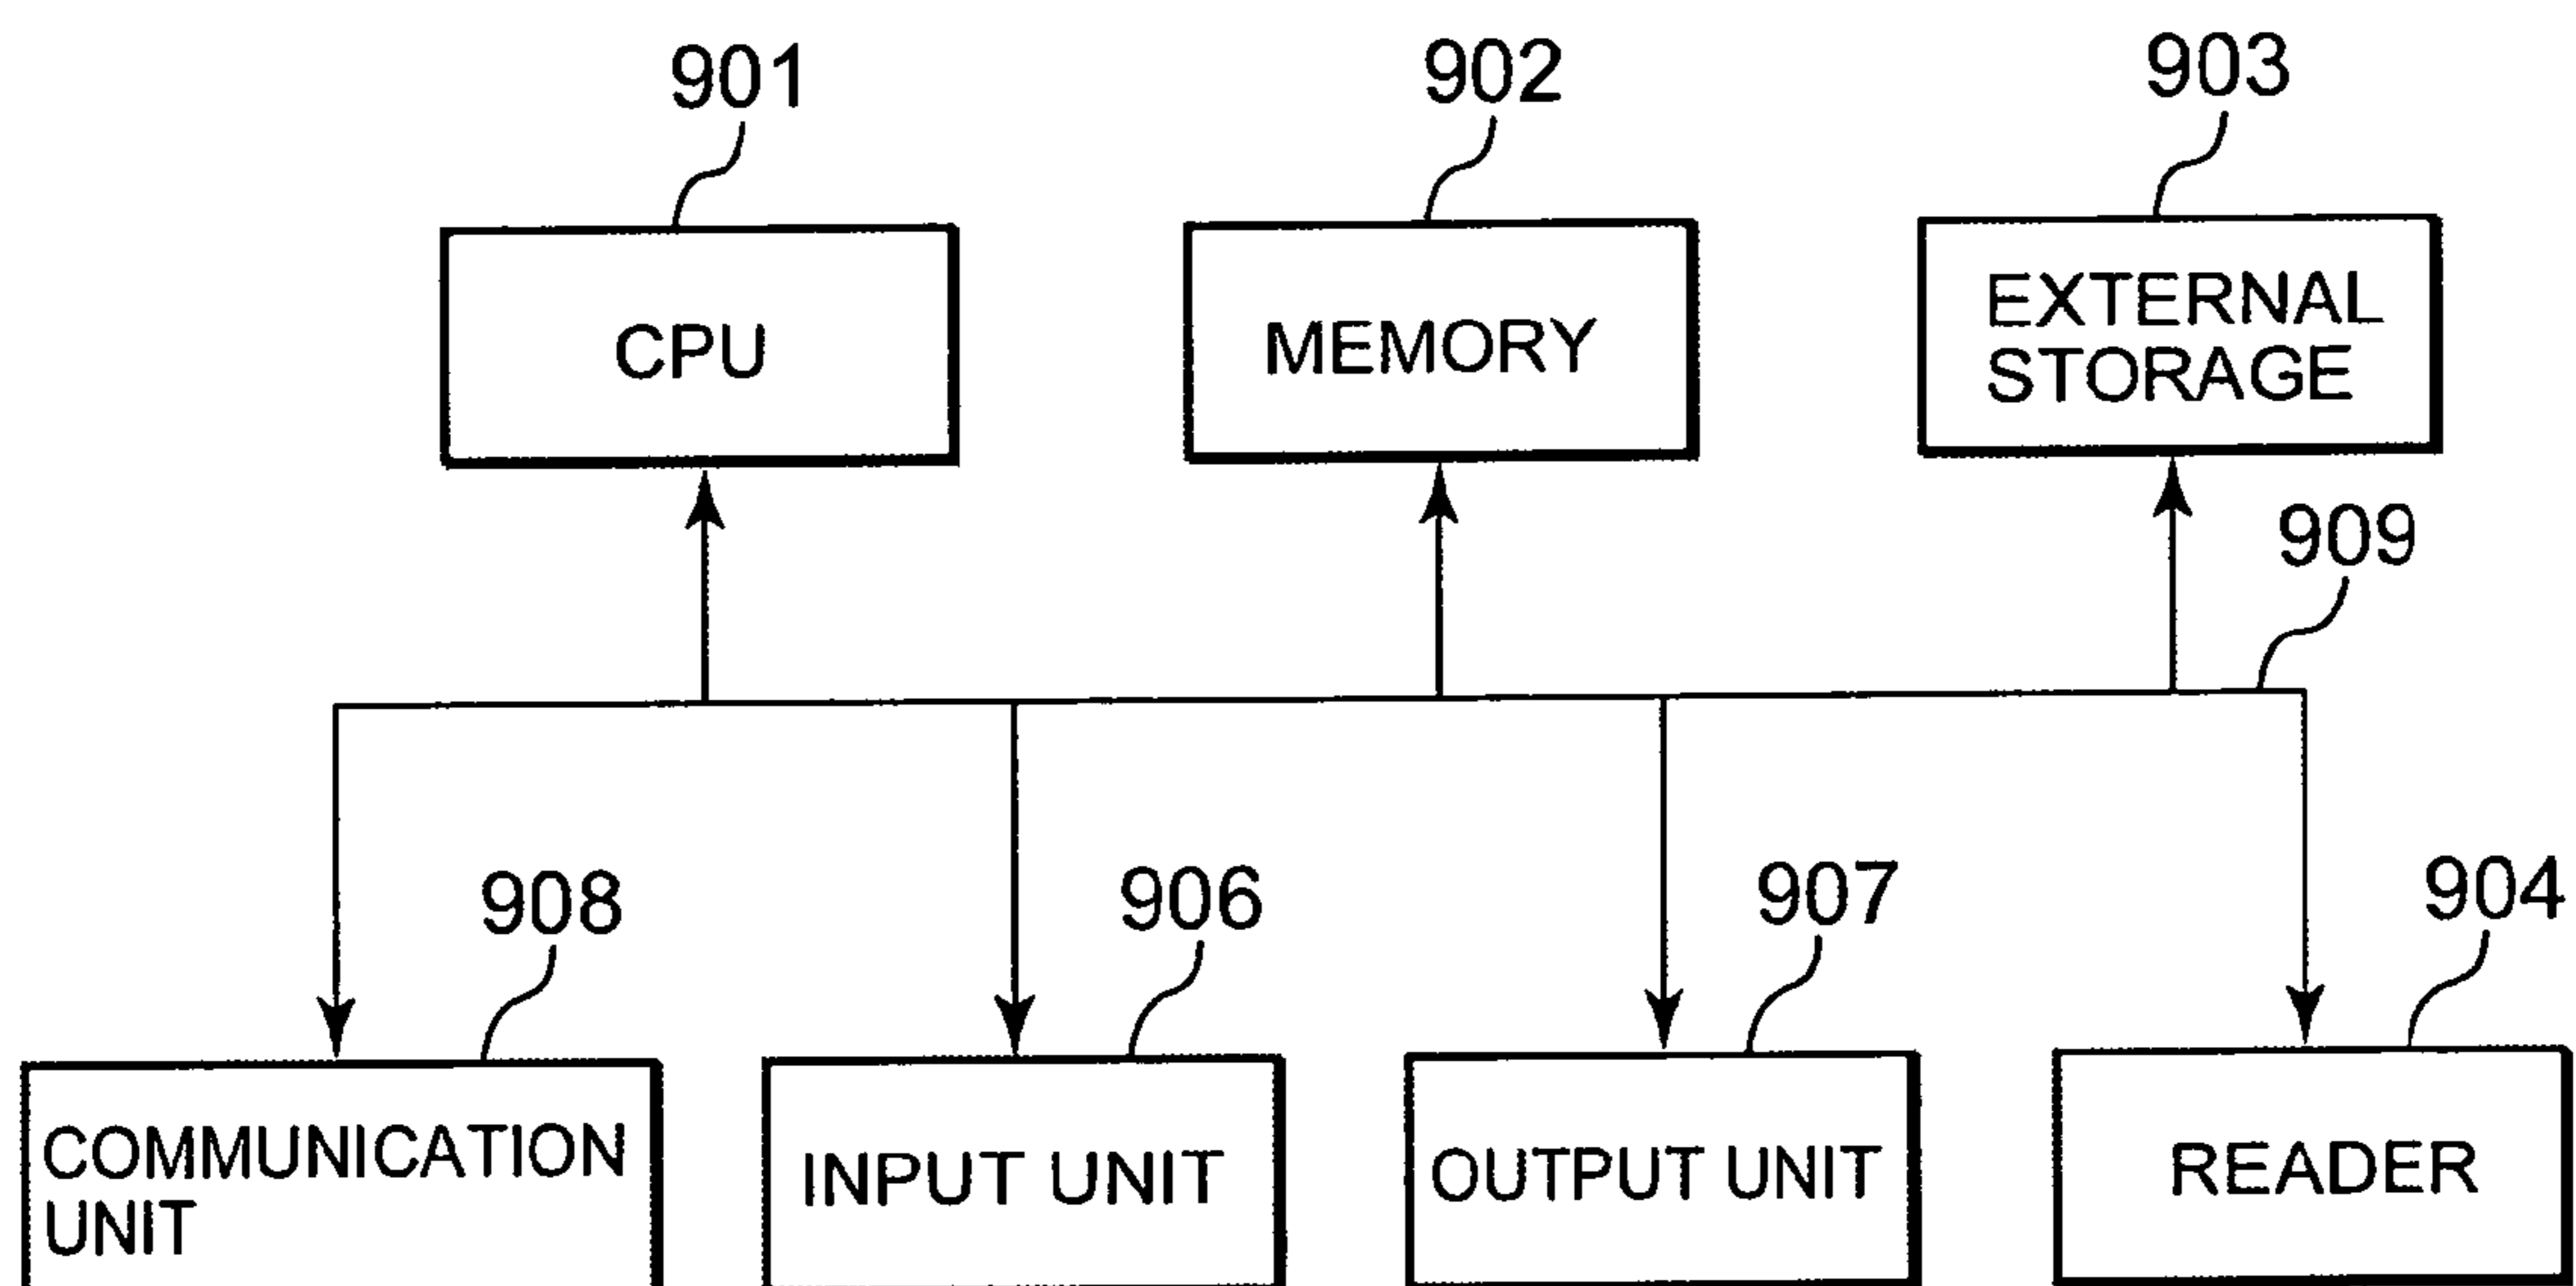 901
902
903
CPU
MEMORY
EXTERNAL
STORAGE
909
908
906
907
904
COMMUNICATION
UNIT
INPUT UNIT
OUTPUT UNIT
READER